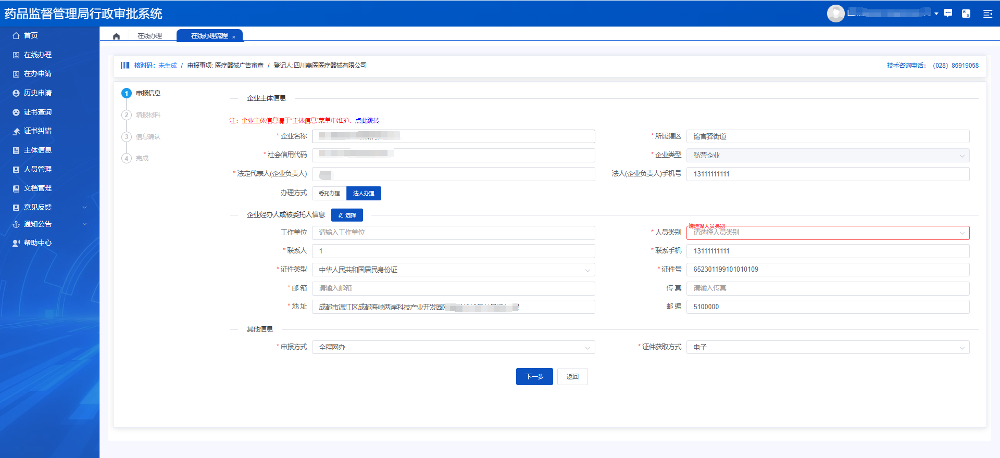 药品监督管理局行政审批系统
首页
在线办理
在办申请
历史申请
证书查询
证书纠错
主体信息
人员管理
文档管理
意见反馈
通知公告
帮助中心
在线办理
在线办理流程 ×
核对码: 未生成 / 申报事项: 医疗器械广告审查 / 登记人:四川嘉医医疗器械有限公司
技术咨询电话: (028) 86919058
1 申报信息
2 填报材料
3 信息确认
4 完成
企业主体信息
注: 企业主体信息请于"主体信息"菜单中维护, 点此跳转
* 企业名称
* 所属辖区 锦官驿街道
* 社会信用代码
* 企业类型 私营企业
* 法定代表人(企业负责人)
法人(企业负责人)手机号 13111111111
办理方式 委托办理 法人办理
企业经办人或被委托人信息 选择
工作单位 请输入工作单位
* 人员类别 请选择人员类别
请选择人员类别
* 联系人 1
* 联系手机 13111111111
* 证件类型 中华人民共和国居民身份证
* 证件号 652301199101010109
* 邮 箱 请输入邮箱
传 真 请输入传真
* 地 址 成都市温江区成都海峡两岸科技产业开发园
邮 编 5100000
其他信息
* 申报方式 全程网办
* 证件获取方式 电子
下一步 返回